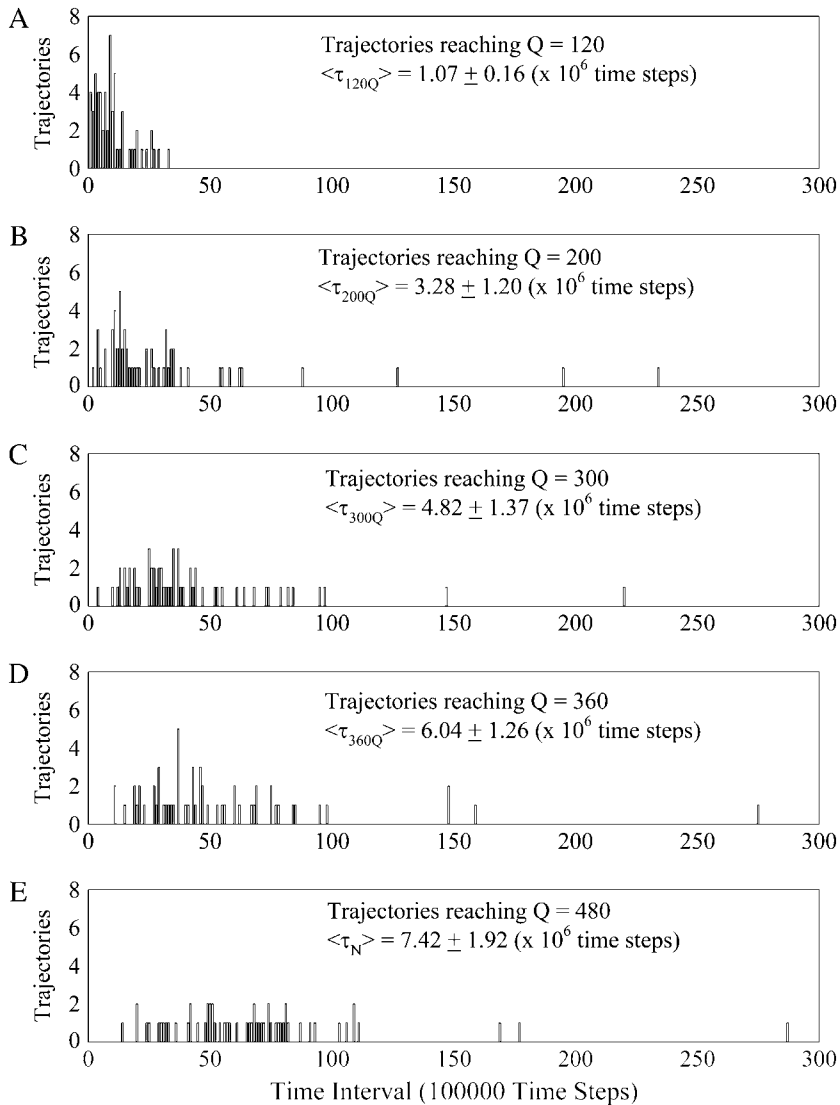 A
Trajectories
8
6
4
2
0
Trajectories reaching Q = 120
<τ120Q> = 1.07 ± 0.16 (x 10^6 time steps)
0 50 100 150 200 250 300
B
Trajectories
8
6
4
2
0
Trajectories reaching Q = 200
<τ200Q> = 3.28 ± 1.20 (x 10^6 time steps)
0 50 100 150 200 250 300
C
Trajectories
8
6
4
2
0
Trajectories reaching Q = 300
<τ300Q> = 4.82 ± 1.37 (x 10^6 time steps)
0 50 100 150 200 250 300
D
Trajectories
8
6
4
2
0
Trajectories reaching Q = 360
<τ360Q> = 6.04 ± 1.26 (x 10^6 time steps)
0 50 100 150 200 250 300
E
Trajectories
8
6
4
2
0
Trajectories reaching Q = 480
<τN> = 7.42 ± 1.92 (x 10^6 time steps)
0 50 100 150 200 250 300
Time Interval (100000 Time Steps)